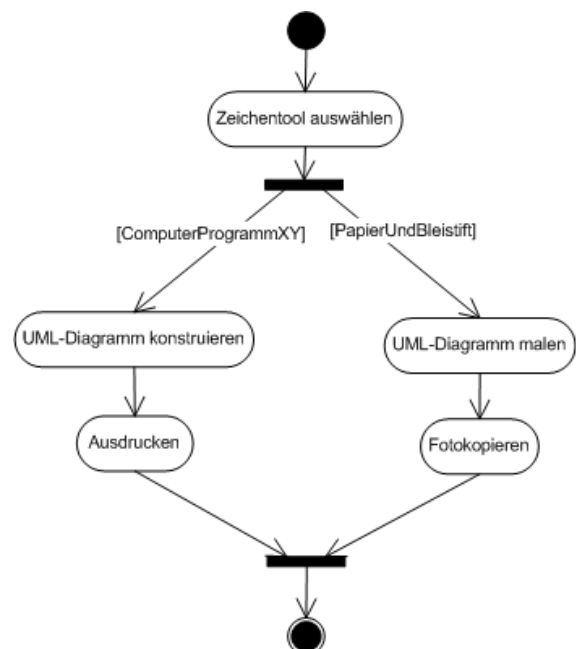 Zeichentool auswählen
[ComputerProgrammXY]
[PapierUndBleistift]
UML-Diagramm konstruieren
UML-Diagramm malen
Ausdrucken
Fotokopieren